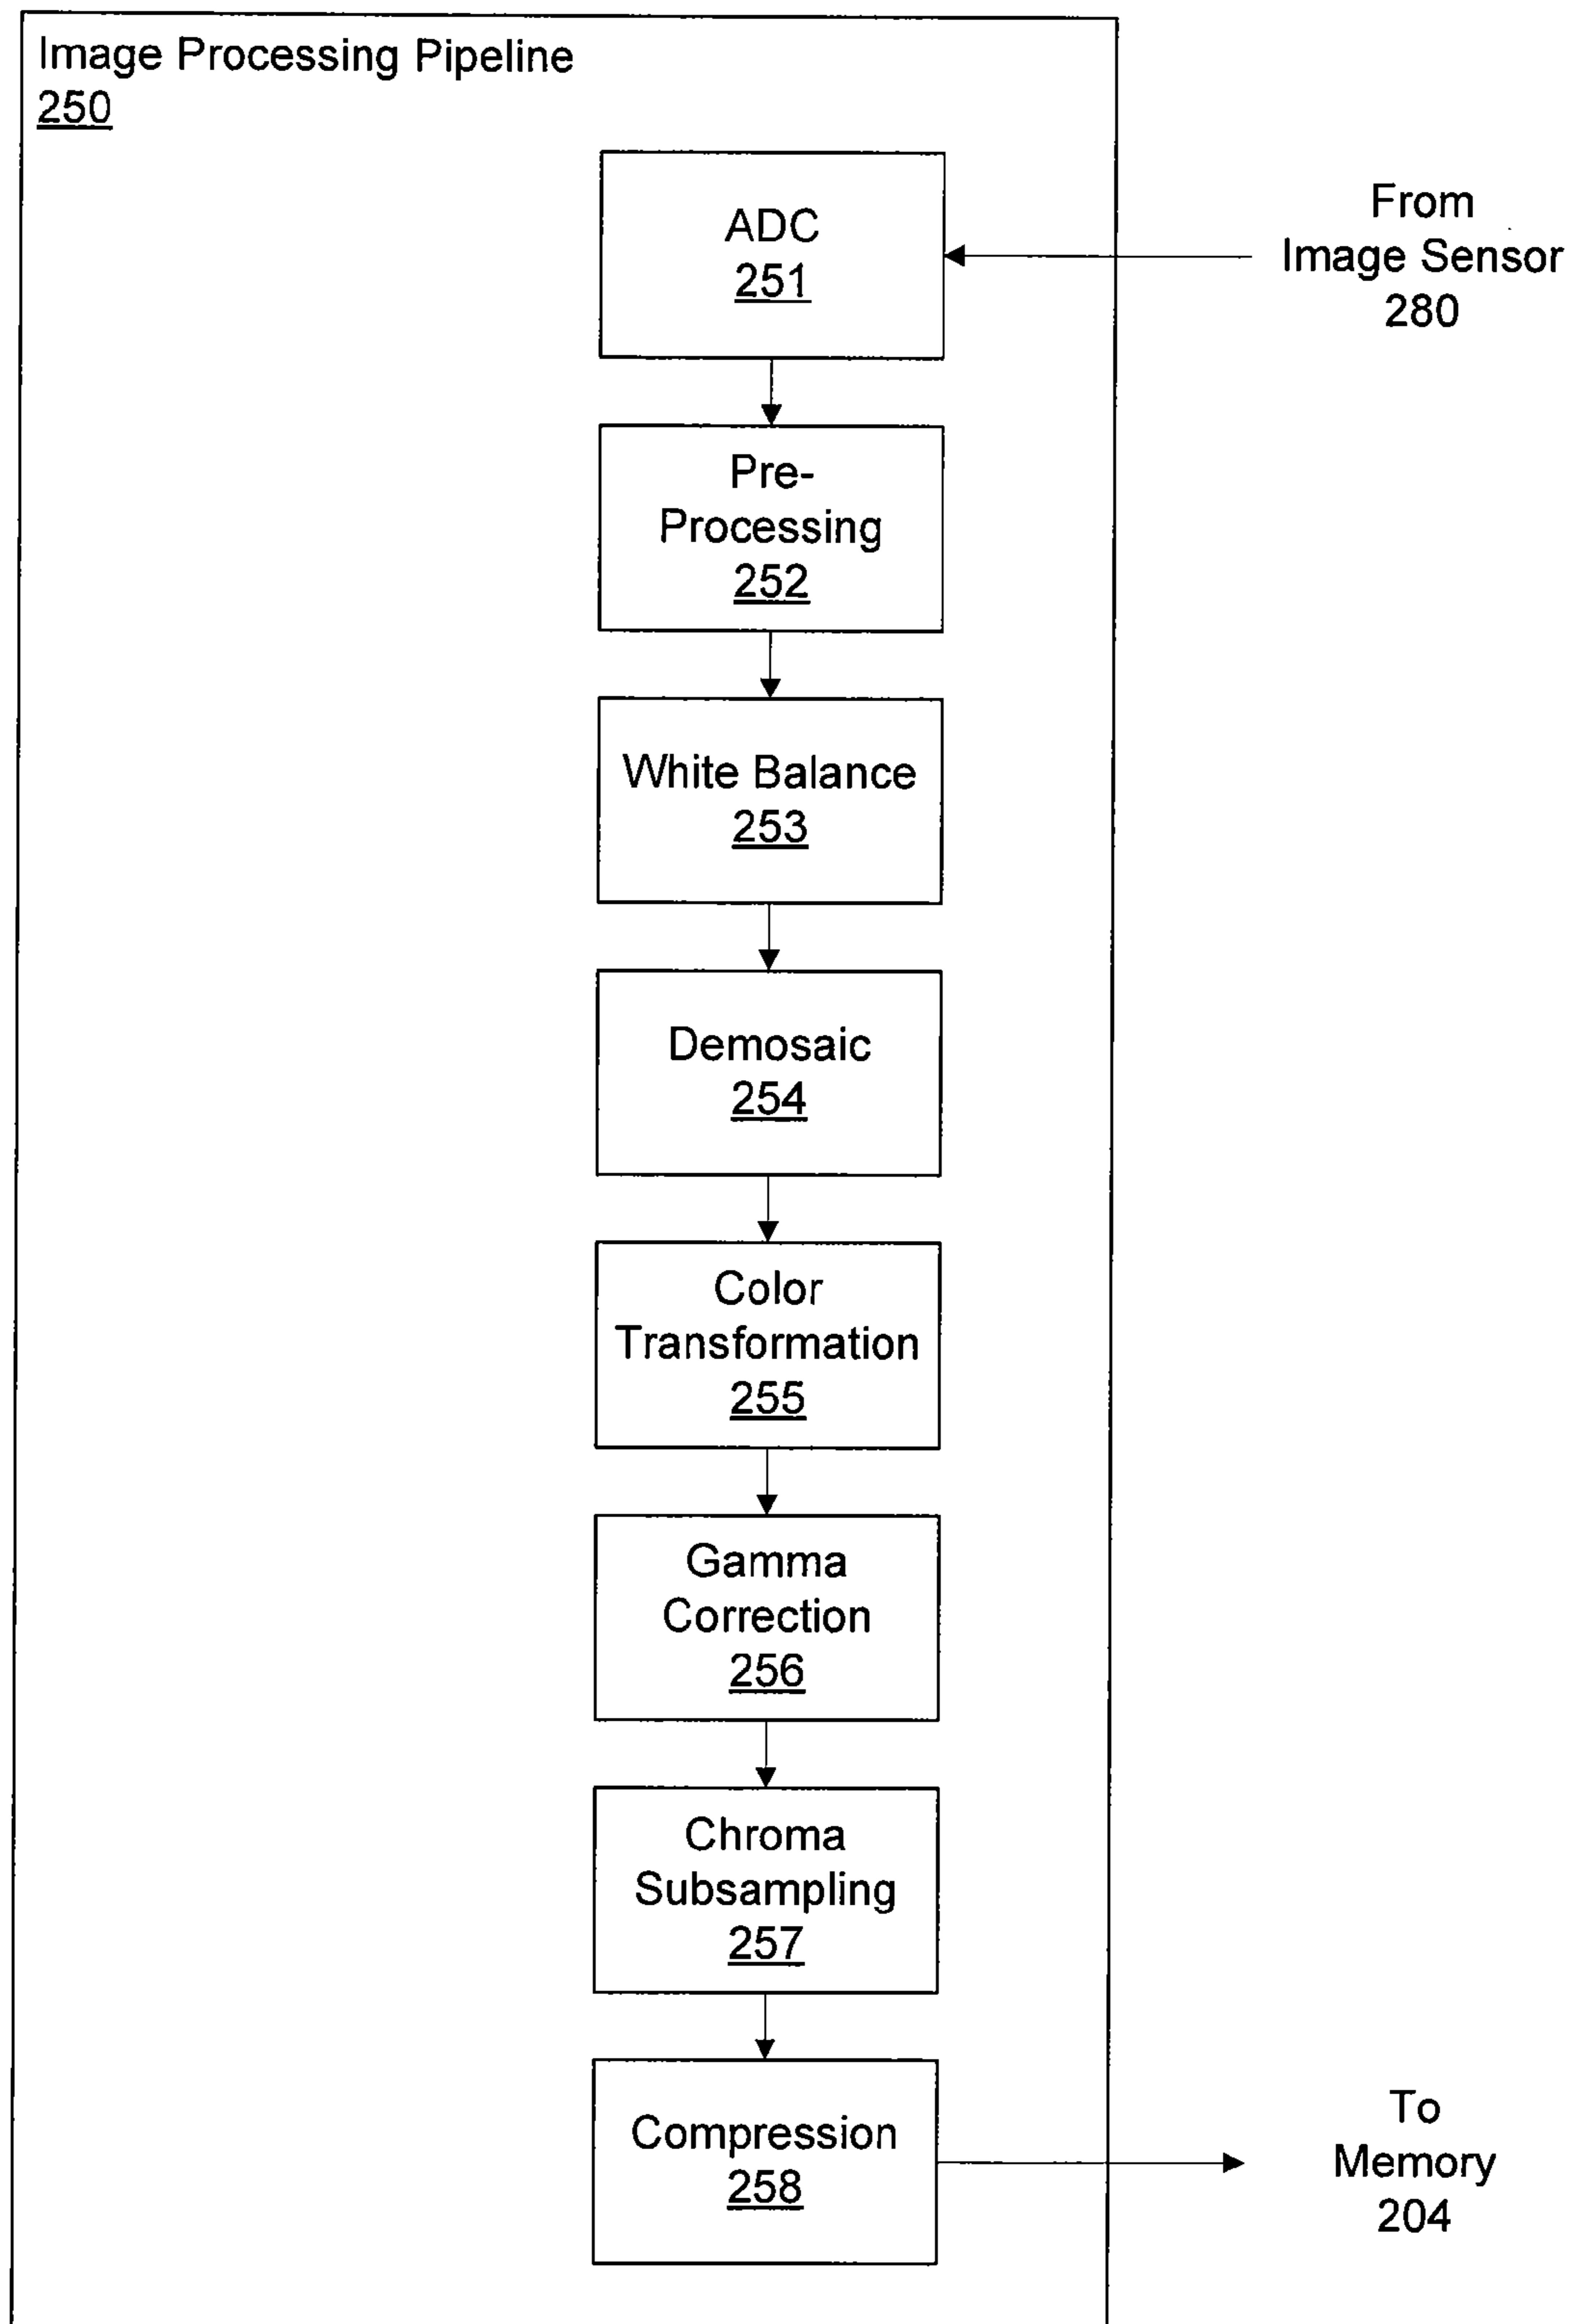 Image Processing Pipeline
250
ADC
251
From
Image Sensor
280
Pre-
Processing
252
White Balance
253
Demosaic
254
Color
Transformation
255
Gamma
Correction
256
Chroma
Subsampling
257
Compression
258
To
Memory
204